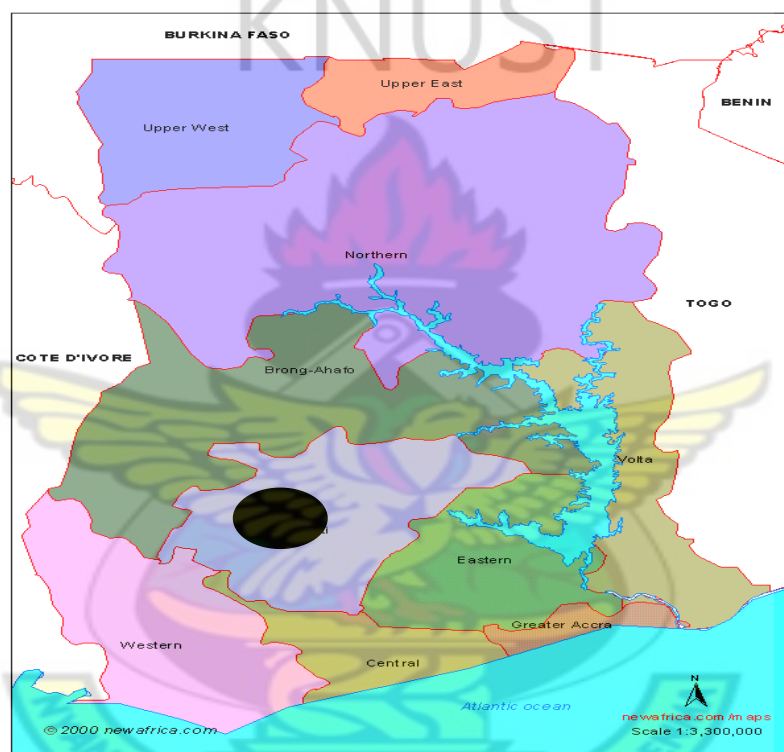 KNUST
BURKINA FASO
Upper East
BENIN
Upper West
Northern
TOGO
COTE D'IVORE
Brong-Ahafo
Volta
Eastern
Greater Accra
Western
Central
Atlantic ocean
N
newafrica.com/maps
Scale 1:3,300,000
© 2000 newafrica.com